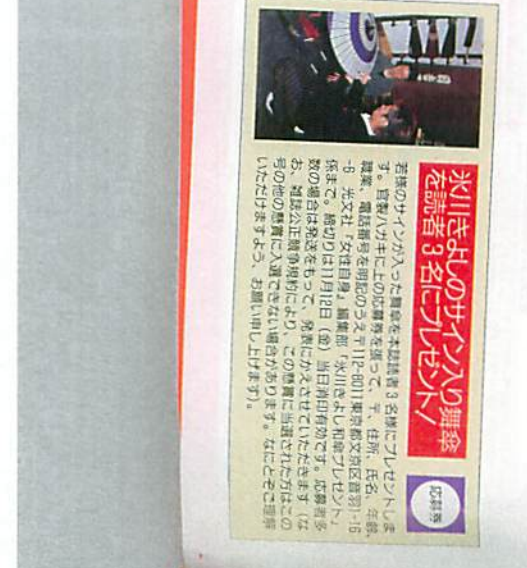 氷川きよしのサイン入り舞傘
を読者3名にプレゼント!
応募券
若様のサインが入った舞傘を本誌読者3名様にプレゼントしま
す。官製ハガキに上の応募券を張って、〒、住所、氏名、年齢、
職業、電話番号を明記のうえ〒112-8011東京都文京区音羽1-16
-6 光文社『女性自身』編集部「氷川きよし和傘プレゼント」
係まで。締切りは11月12日（金）当日消印有効です。応募者多
数の場合は発送をもって、発表にかえさせていただきます（な
お、雑誌公正競争規約により、この懸賞に当選された方はこの
号の他の懸賞に入選できない場合があります。なにとぞご理解
いただけますよう、お願い申し上げます）。